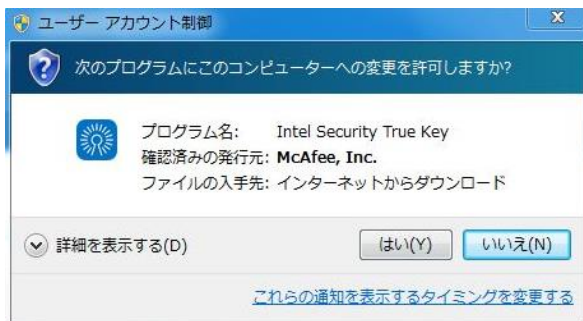 ユーザー アカウント制御
次のプログラムにこのコンピューターへの変更を許可しますか?
プログラム名: Intel Security True Key
確認済みの発行元: McAfee, Inc.
ファイルの入手先: インターネットからダウンロード
詳細を表示する(D) はい(Y) いいえ(N)
これらの通知を表示するタイミングを変更する